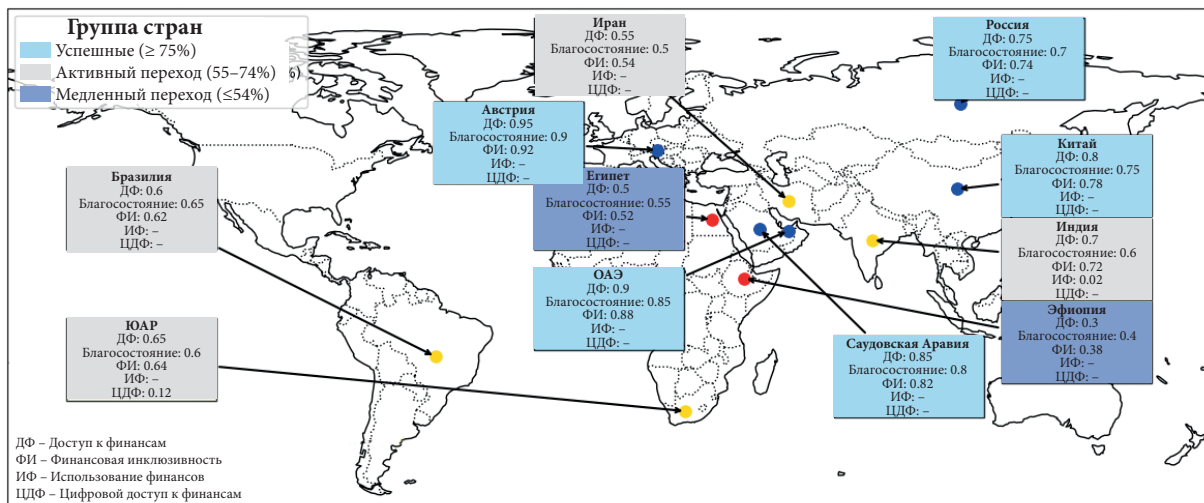 Группа стран
Успешные (≥ 75%)
Активный переход (55–74%)
%)
Медленный переход (≤54%)
Иран
ДФ: 0.55
Благосостояние: 0.5
ФИ: 0.54
ИФ: –
ЦДФ: –
Россия
ДФ: 0.75
Благосостояние: 0.7
ФИ: 0.74
ИФ: –
ЦДФ: –
Австрия
ДФ: 0.95
Благосостояние: 0.9
ФИ: 0.92
ИФ: –
ЦДФ: –
Китай
ДФ: 0.8
Благосостояние: 0.75
ФИ: 0.78
ИФ: –
ЦДФ: –
Бразилия
ДФ: 0.6
Благосостояние: 0.65
ФИ: 0.62
ИФ: –
ЦДФ: –
Египет
ДФ: 0.5
Благосостояние: 0.55
ФИ: 0.52
ИФ: –
ЦДФ: –
Индия
ДФ: 0.7
Благосостояние: 0.6
ФИ: 0.72
ИФ: 0.02
ЦДФ: –
ОАЭ
ДФ: 0.9
Благосостояние: 0.85
ФИ: 0.88
ИФ: –
ЦДФ: –
Эфиопия
ДФ: 0.3
Благосостояние: 0.4
ФИ: 0.38
ИФ: –
ЦДФ: –
ЮАР
ДФ: 0.65
Благосостояние: 0.6
ФИ: 0.64
ИФ: –
ЦДФ: 0.12
Саудовская Аравия
ДФ: 0.85
Благосостояние: 0.8
ФИ: 0.82
ИФ: –
ЦДФ: –
ДФ – Доступ к финансам
ФИ – Финансовая инклюзивность
ИФ – Использование финансов
ЦДФ – Цифровой доступ к финансам